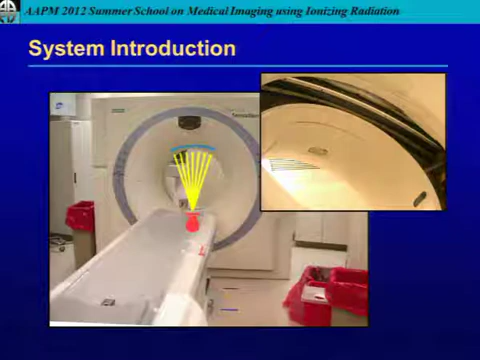 AAPM 2012 Summer School on Medical Imaging using Ionizing Radiation
System Introduction